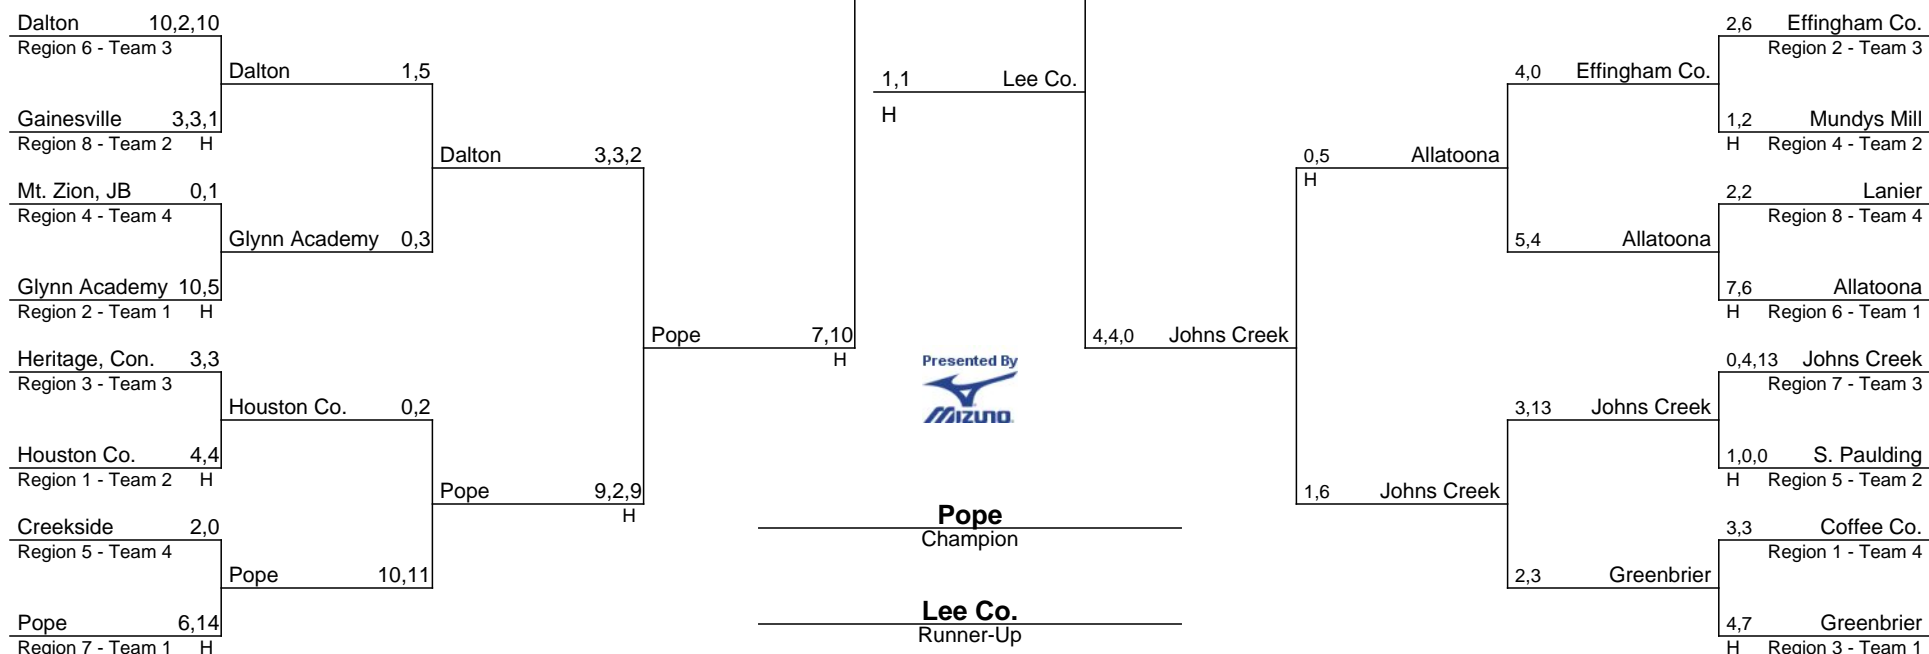 Dalton 10,2,10
Region 6 - Team 3
Dalton 1,5
Gainesville 3,3,1
Region 8 - Team 2 H
Dalton 3,3,2
Mt. Zion, JB 0,1
Region 4 - Team 4
Glynn Academy 0,3
Glynn Academy 10,5
Region 2 - Team 1 H
Pope 7,10
H
Heritage, Con. 3,3
Region 3 - Team 3
Houston Co. 0,2
Houston Co. 4,4
Region 1 - Team 2 H
Pope 9,2,9
H
Creekside 2,0
Region 5 - Team 4
Pope 10,11
Pope 6,14
Region 7 - Team 1 H
1,1 Lee Co.
H
Presented By
MIZUNO
Pope
Champion
Lee Co.
Runner-Up
2,6 Effingham Co.
Region 2 - Team 3
4,0 Effingham Co.
1,2 Mundys Mill
H Region 4 - Team 2
0,5 Allatoona
H
2,2 Lanier
Region 8 - Team 4
5,4 Allatoona
7,6 Allatoona
H Region 6 - Team 1
4,4,0 Johns Creek
0,4,13 Johns Creek
Region 7 - Team 3
3,13 Johns Creek
1,0,0 S. Paulding
H Region 5 - Team 2
1,6 Johns Creek
3,3 Coffee Co.
Region 1 - Team 4
2,3 Greenbrier
4,7 Greenbrier
H Region 3 - Team 1